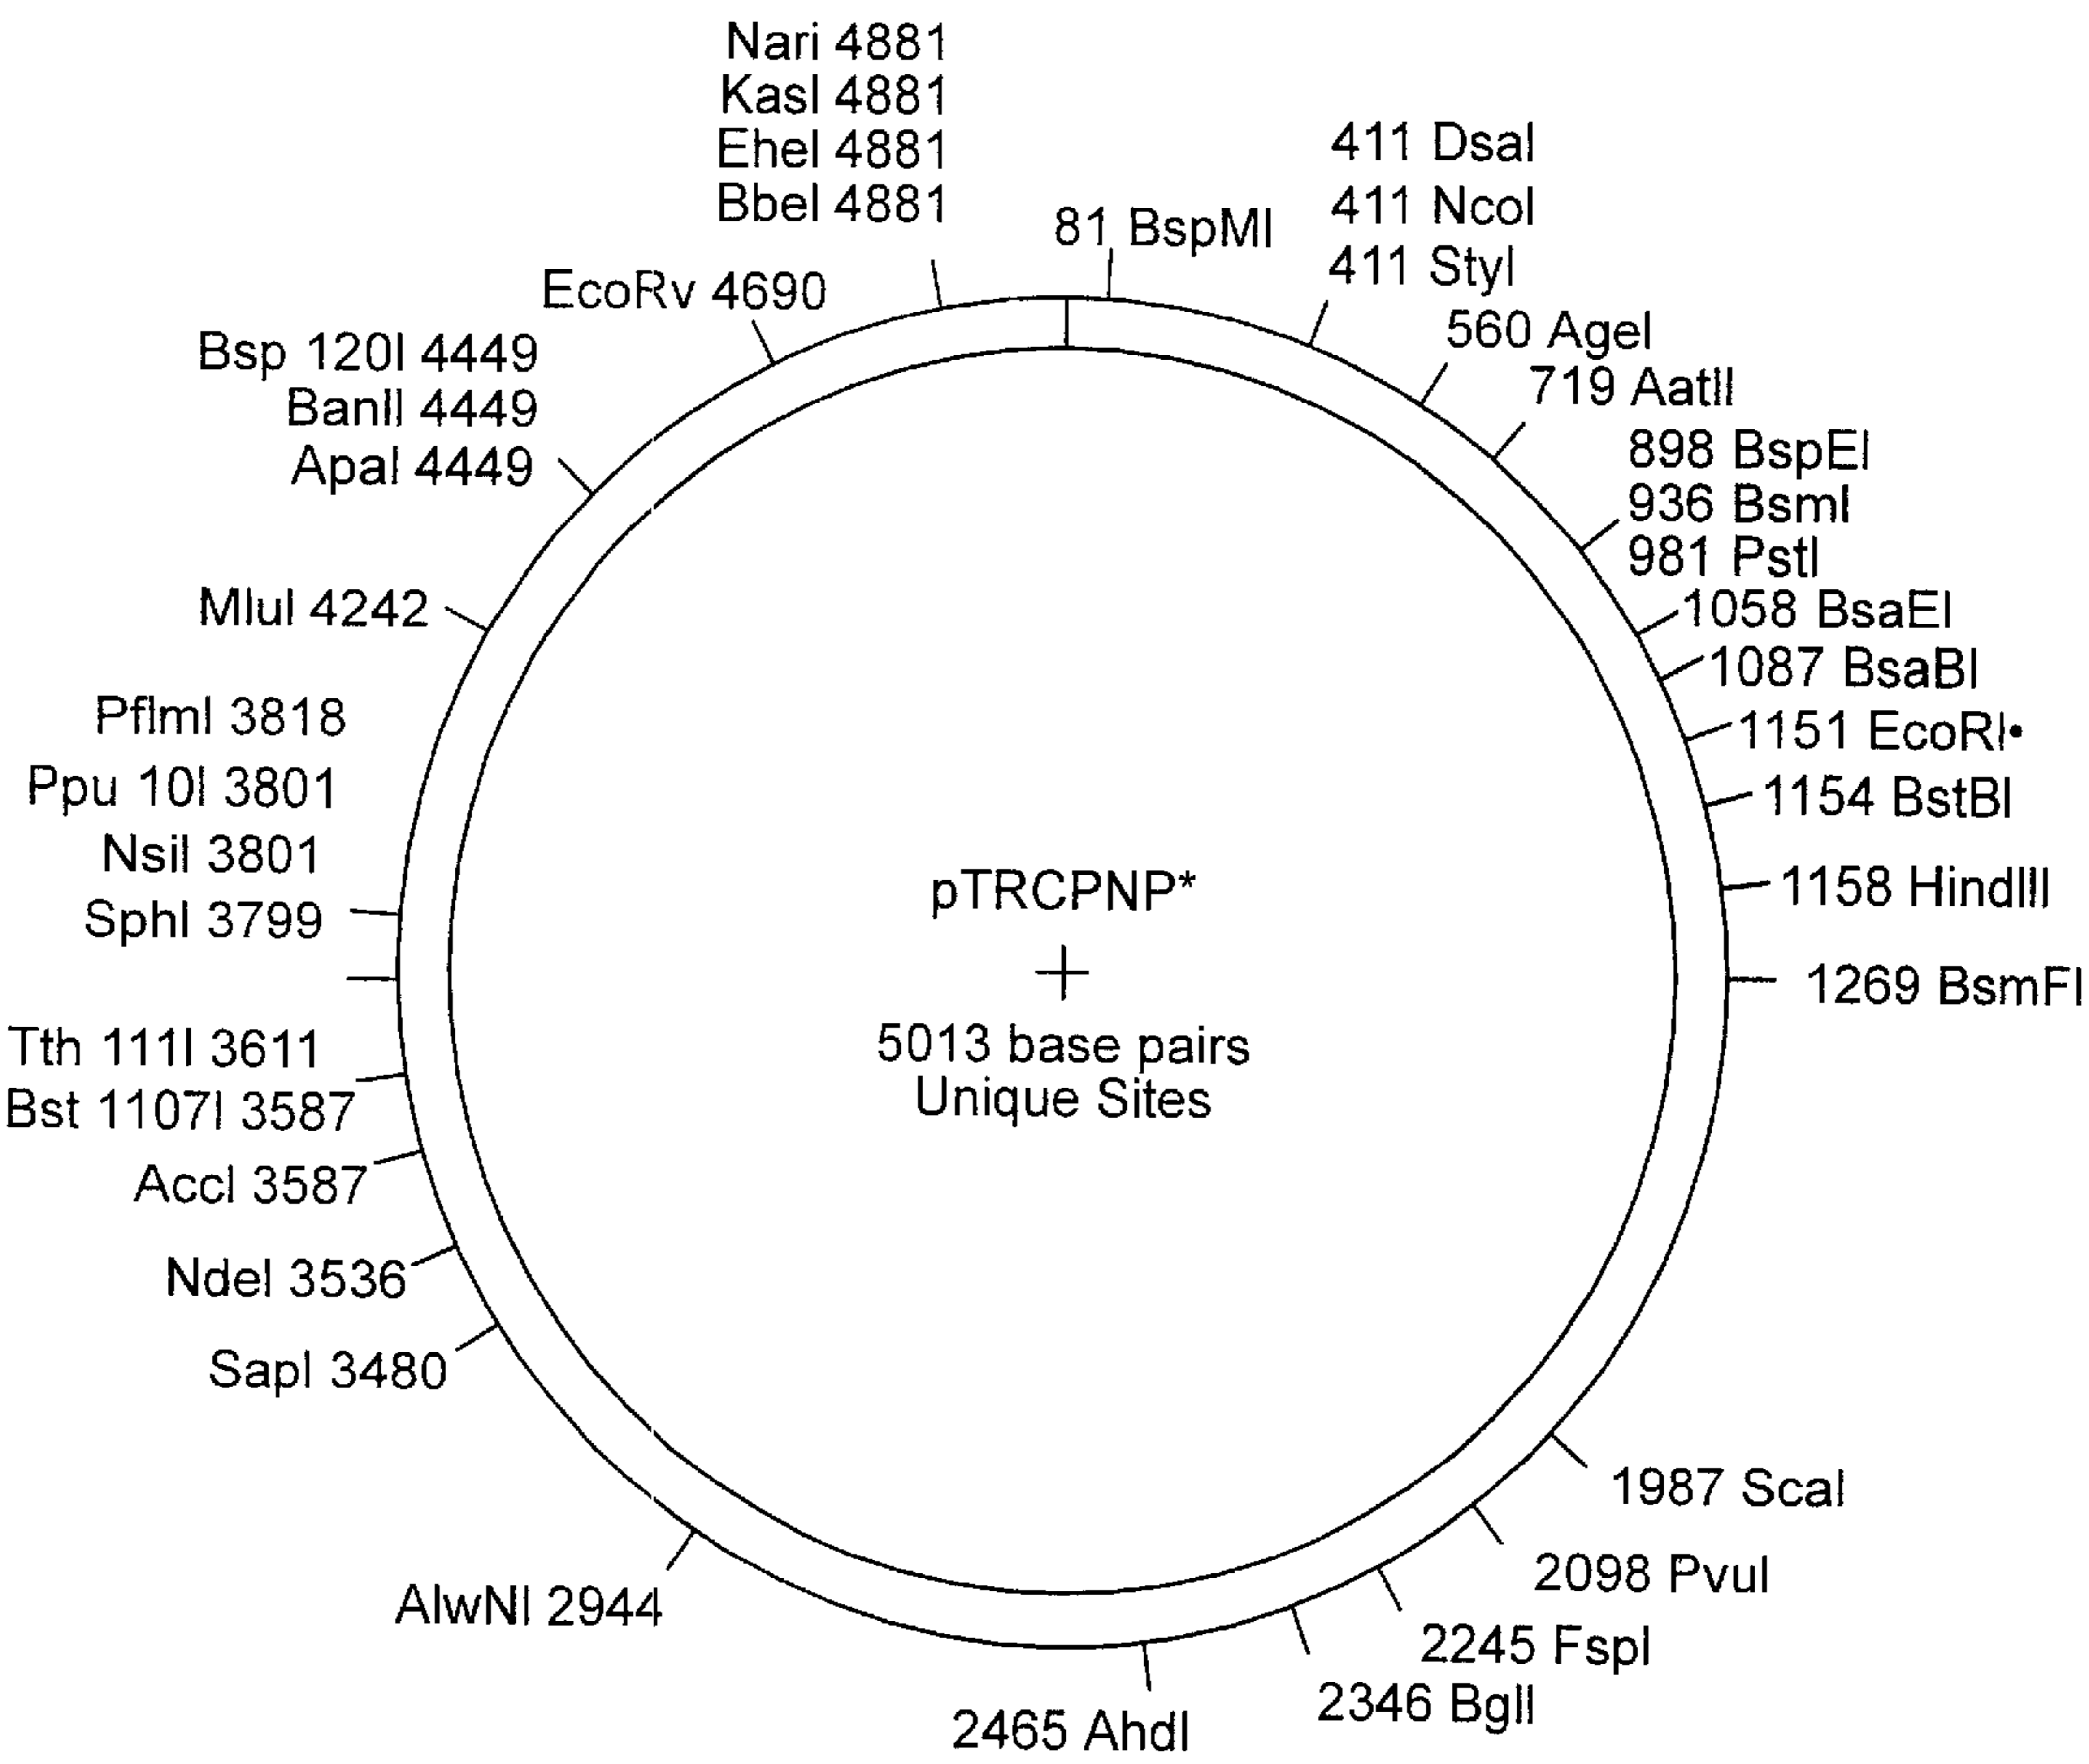 Nari 4881
KasI 4881
EheI 4881
BbeI 4881
81 BspMI
411 DsaI
411 NcoI
411 StyI
560 AgeI
719 AatII
898 BspEI
936 BsmI
981 PstI
1058 BsaEI
1087 BsaBI
1151 EcoRI•
1154 BstBI
1158 HindIII
1269 BsmFI
1987 ScaI
2098 PvuI
2245 FspI
2346 BglI
2465 AhdI
AlwNI 2944
SapI 3480
NdeI 3536
AccI 3587
Bst 1107I 3587
Tth 111I 3611
SphI 3799
NsiI 3801
Ppu 10I 3801
PflmI 3818
MluI 4242
ApaI 4449
BanII 4449
Bsp 120I 4449
EcoRv 4690
pTRCPNP*
5013 base pairs
Unique Sites